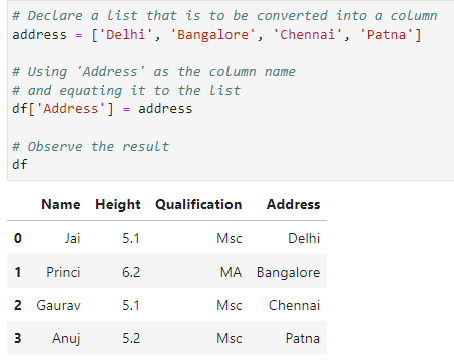 # Declare a list that is to be converted into a column
address = ['Delhi', 'Bangalore', 'Chennai', 'Patna']
# Using 'Address' as the column name
# and equating it to the list
df['Address'] = address
# Observe the result
df
Name Height Qualification Address
0 Jai 5.1 Msc Delhi
1 Princi 6.2 MA Bangalore
2 Gaurav 5.1 Msc Chennai
3 Anuj 5.2 Msc Patna